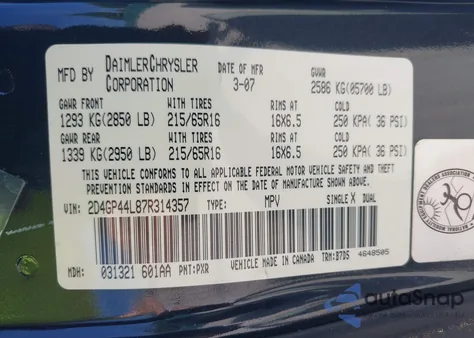 MFD BY DAIMLERCHRYSLER CORPORATION DATE OF MFR 3-07 GVWR 2586 KG(05700 LB)
GAWR FRONT WITH TIRES RIMS AT COLD
1293 KG(2850 LB) 215/65R16 16X6.5 250 KPA( 36 PSI)
GAWR REAR WITH TIRES RIMS AT COLD
1339 KG(2950 LB) 215/65R16 16X6.5 250 KPA( 36 PSI)
THIS VEHICLE CONFORMS TO ALL APPLICABLE FEDERAL MOTOR VEHICLE SAFETY AND THEFT
PREVENTION STANDARDS IN EFFECT ON THE DATE OF MANUFACTURE SHOWN ABOVE.
VIN: 2D4GP44L87R314357 TYPE: MPV SINGLE X DUAL
MDH: 031321 601AA PNT:PXR VEHICLE MADE IN CANADA TRM:B7D5 4648505
autoSnap